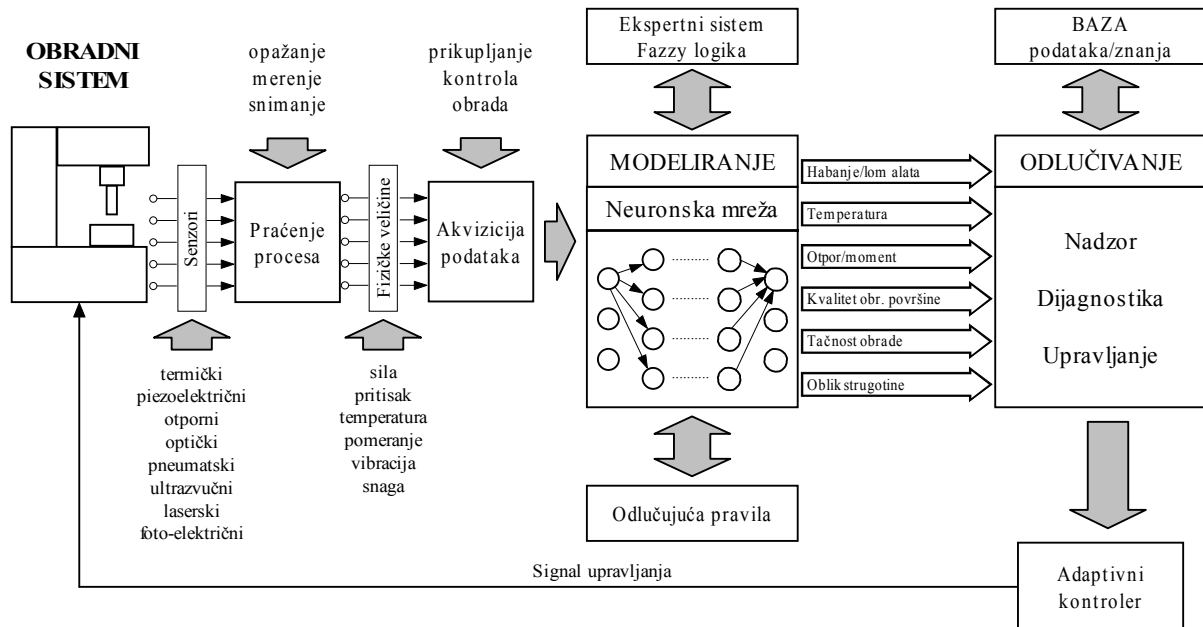 OBRADNI
SISTEM
opažanje
merenje
snimanje
prikupljanje
kontrola
obrada
Ekspertni sistem
Fazzy logika
BAZA
podataka/znanja
Senzori
Praćenje
procesa
Fizičke veličine
Akvizicija
podataka
MODELIRANJE
Neuronska mreža
Habanje/lom alata
Temperatura
Otpor/moment
Kvalitet obr. površine
Tačnost obrade
Oblik strugotine
ODLUČIVANJE
Nadzor
Dijagnostika
Upravljanje
termički
piezoelektrični
otporni
optički
pneumatski
ultrazvučni
laserski
foto-električni
sila
pritisak
temperatura
pomeranje
vibracija
snaga
Odlučujuća pravila
Signal upravljanja
Adaptivni
kontroler